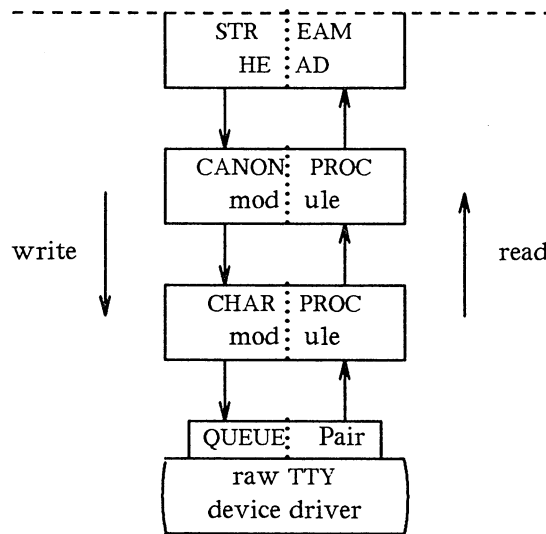 STR EAM
HE AD
CANON PROC
mod ule
write
read
CHAR PROC
mod ule
QUEUE Pair
raw TTY
device driver